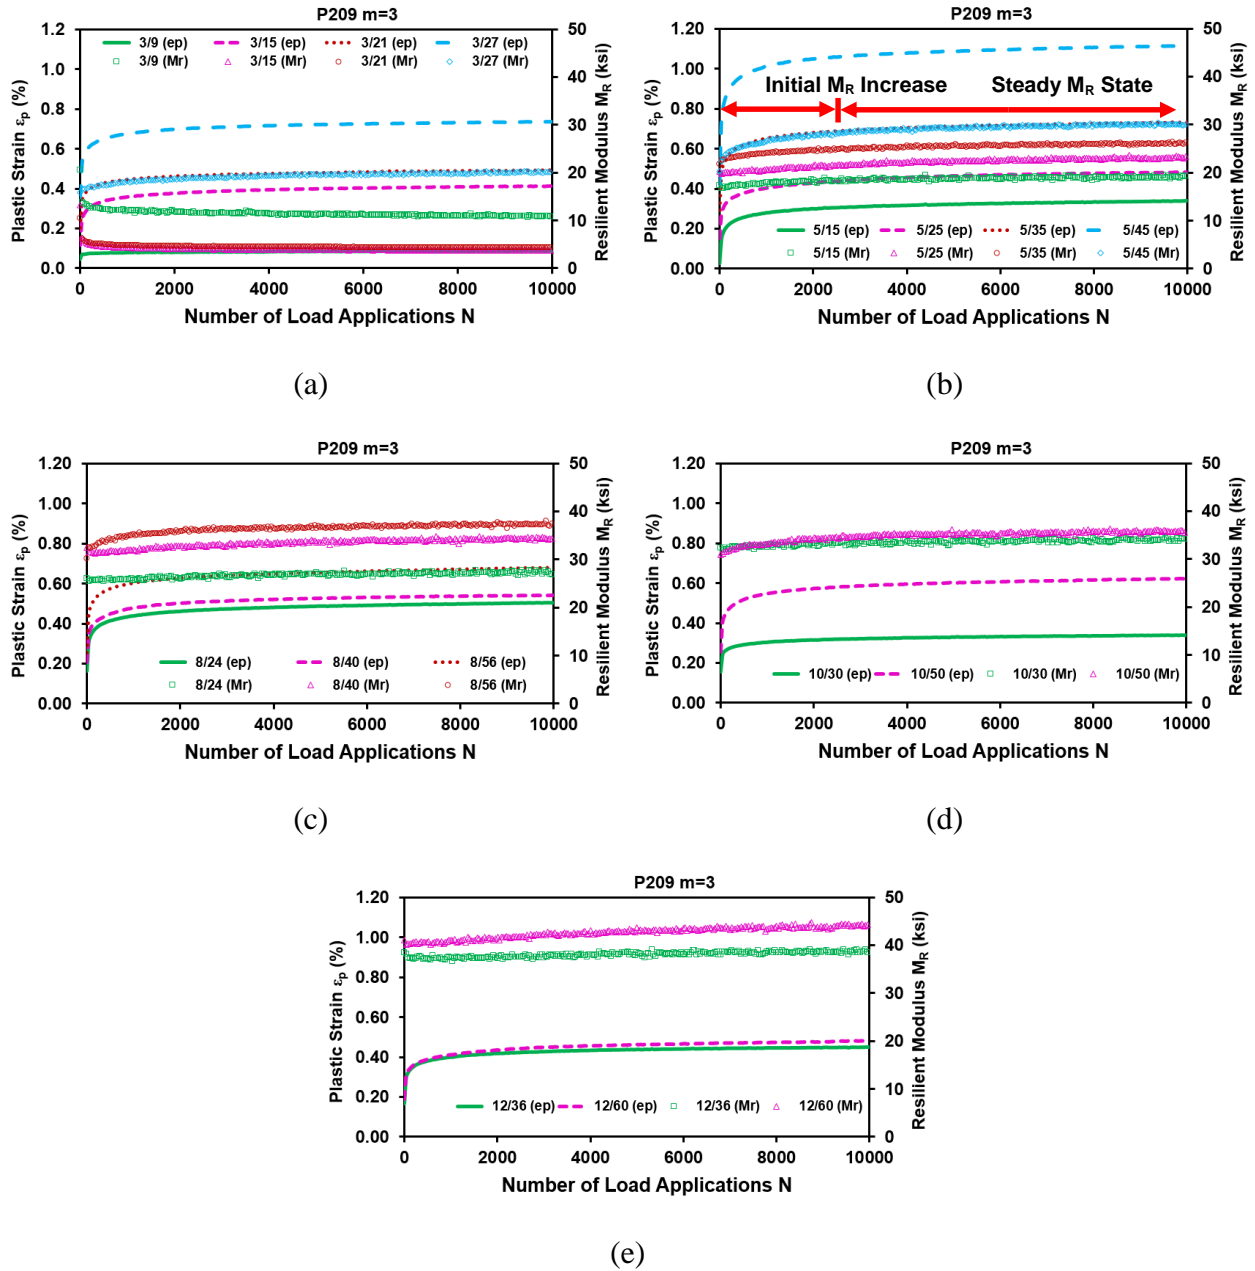 P209 m=3
1.2
1.00
0.80
0.60
0.40
0.20
0.00
Plastic Strain εp (%)
3/9 (ep) 3/15 (ep) 3/21 (ep) 3/27 (ep)
3/9 (Mr) 3/15 (Mr) 3/21 (Mr) 3/27 (Mr)
50
40
30
20
10
0
Resilient Modulus MR (ksi)
0 2000 4000 6000 8000 10000
Number of Load Applications N
(a)
P209 m=3
1.2
1.00
0.80
0.60
0.40
0.20
0.00
Plastic Strain εp (%)
Initial MR Increase Steady MR State
5/15 (ep) 5/25 (ep) 5/35 (ep) 5/45 (ep)
5/15 (Mr) 5/25 (Mr) 5/35 (Mr) 5/45 (Mr)
50
40
30
20
10
0
Resilient Modulus MR (ksi)
0 2000 4000 6000 8000 10000
Number of Load Applications N
(b)
P209 m=3
1.20
1.00
0.80
0.60
0.40
0.20
0.00
Plastic Strain εp (%)
8/24 (ep) 8/40 (ep) 8/56 (ep)
8/24 (Mr) 8/40 (Mr) 8/56 (Mr)
50
40
30
20
10
0
Resilient Modulus MR (ksi)
0 2000 4000 6000 8000 10000
Number of Load Applications N
(c)
P209 m=3
1.20
1.00
0.80
0.60
0.40
0.20
0.00
Plastic Strain εp (%)
10/30 (ep) 10/50 (ep) 10/30 (Mr) 10/50 (Mr)
50
40
30
20
10
0
Resilient Modulus MR (ksi)
0 2000 4000 6000 8000 10000
Number of Load Applications N
(d)
P209 m=3
1.20
1.00
0.80
0.60
0.40
0.20
0.00
Plastic Strain εp (%)
12/36 (ep) 12/60 (ep) 12/36 (Mr) 12/60 (Mr)
50
40
30
20
10
0
Resilient Modulus MR (ksi)
0 2000 4000 6000 8000 10000
Number of Load Applications N
(e)